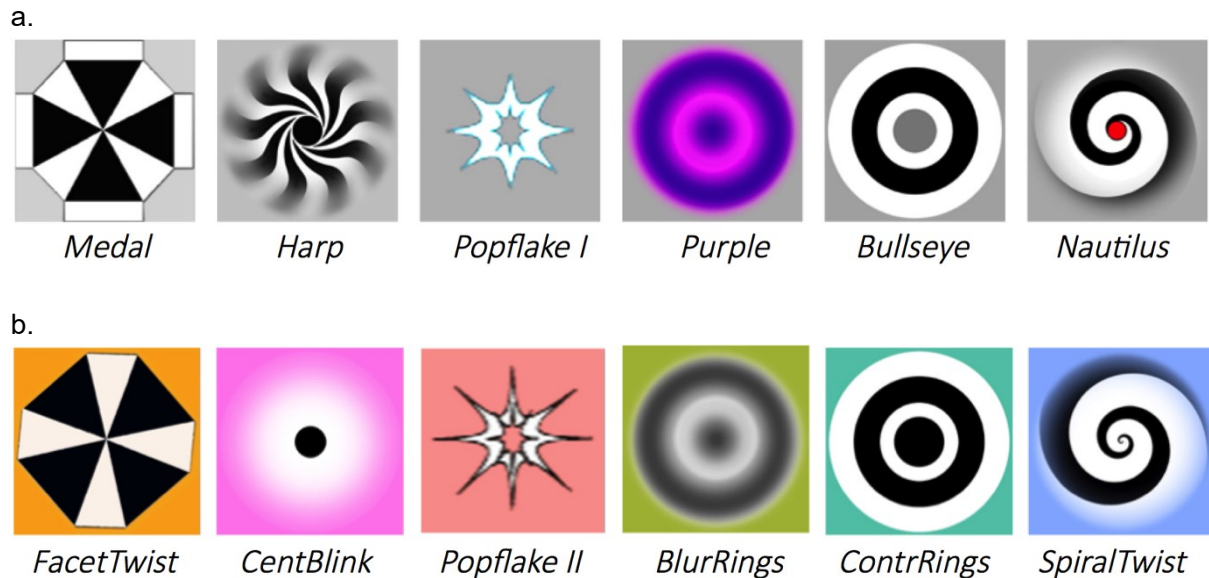 a.
Medal Harp Popflake I Purple Bullseye Nautilus
b.
FacetTwist CentBlink Popflake II BlurRings ContrRings SpiralTwist